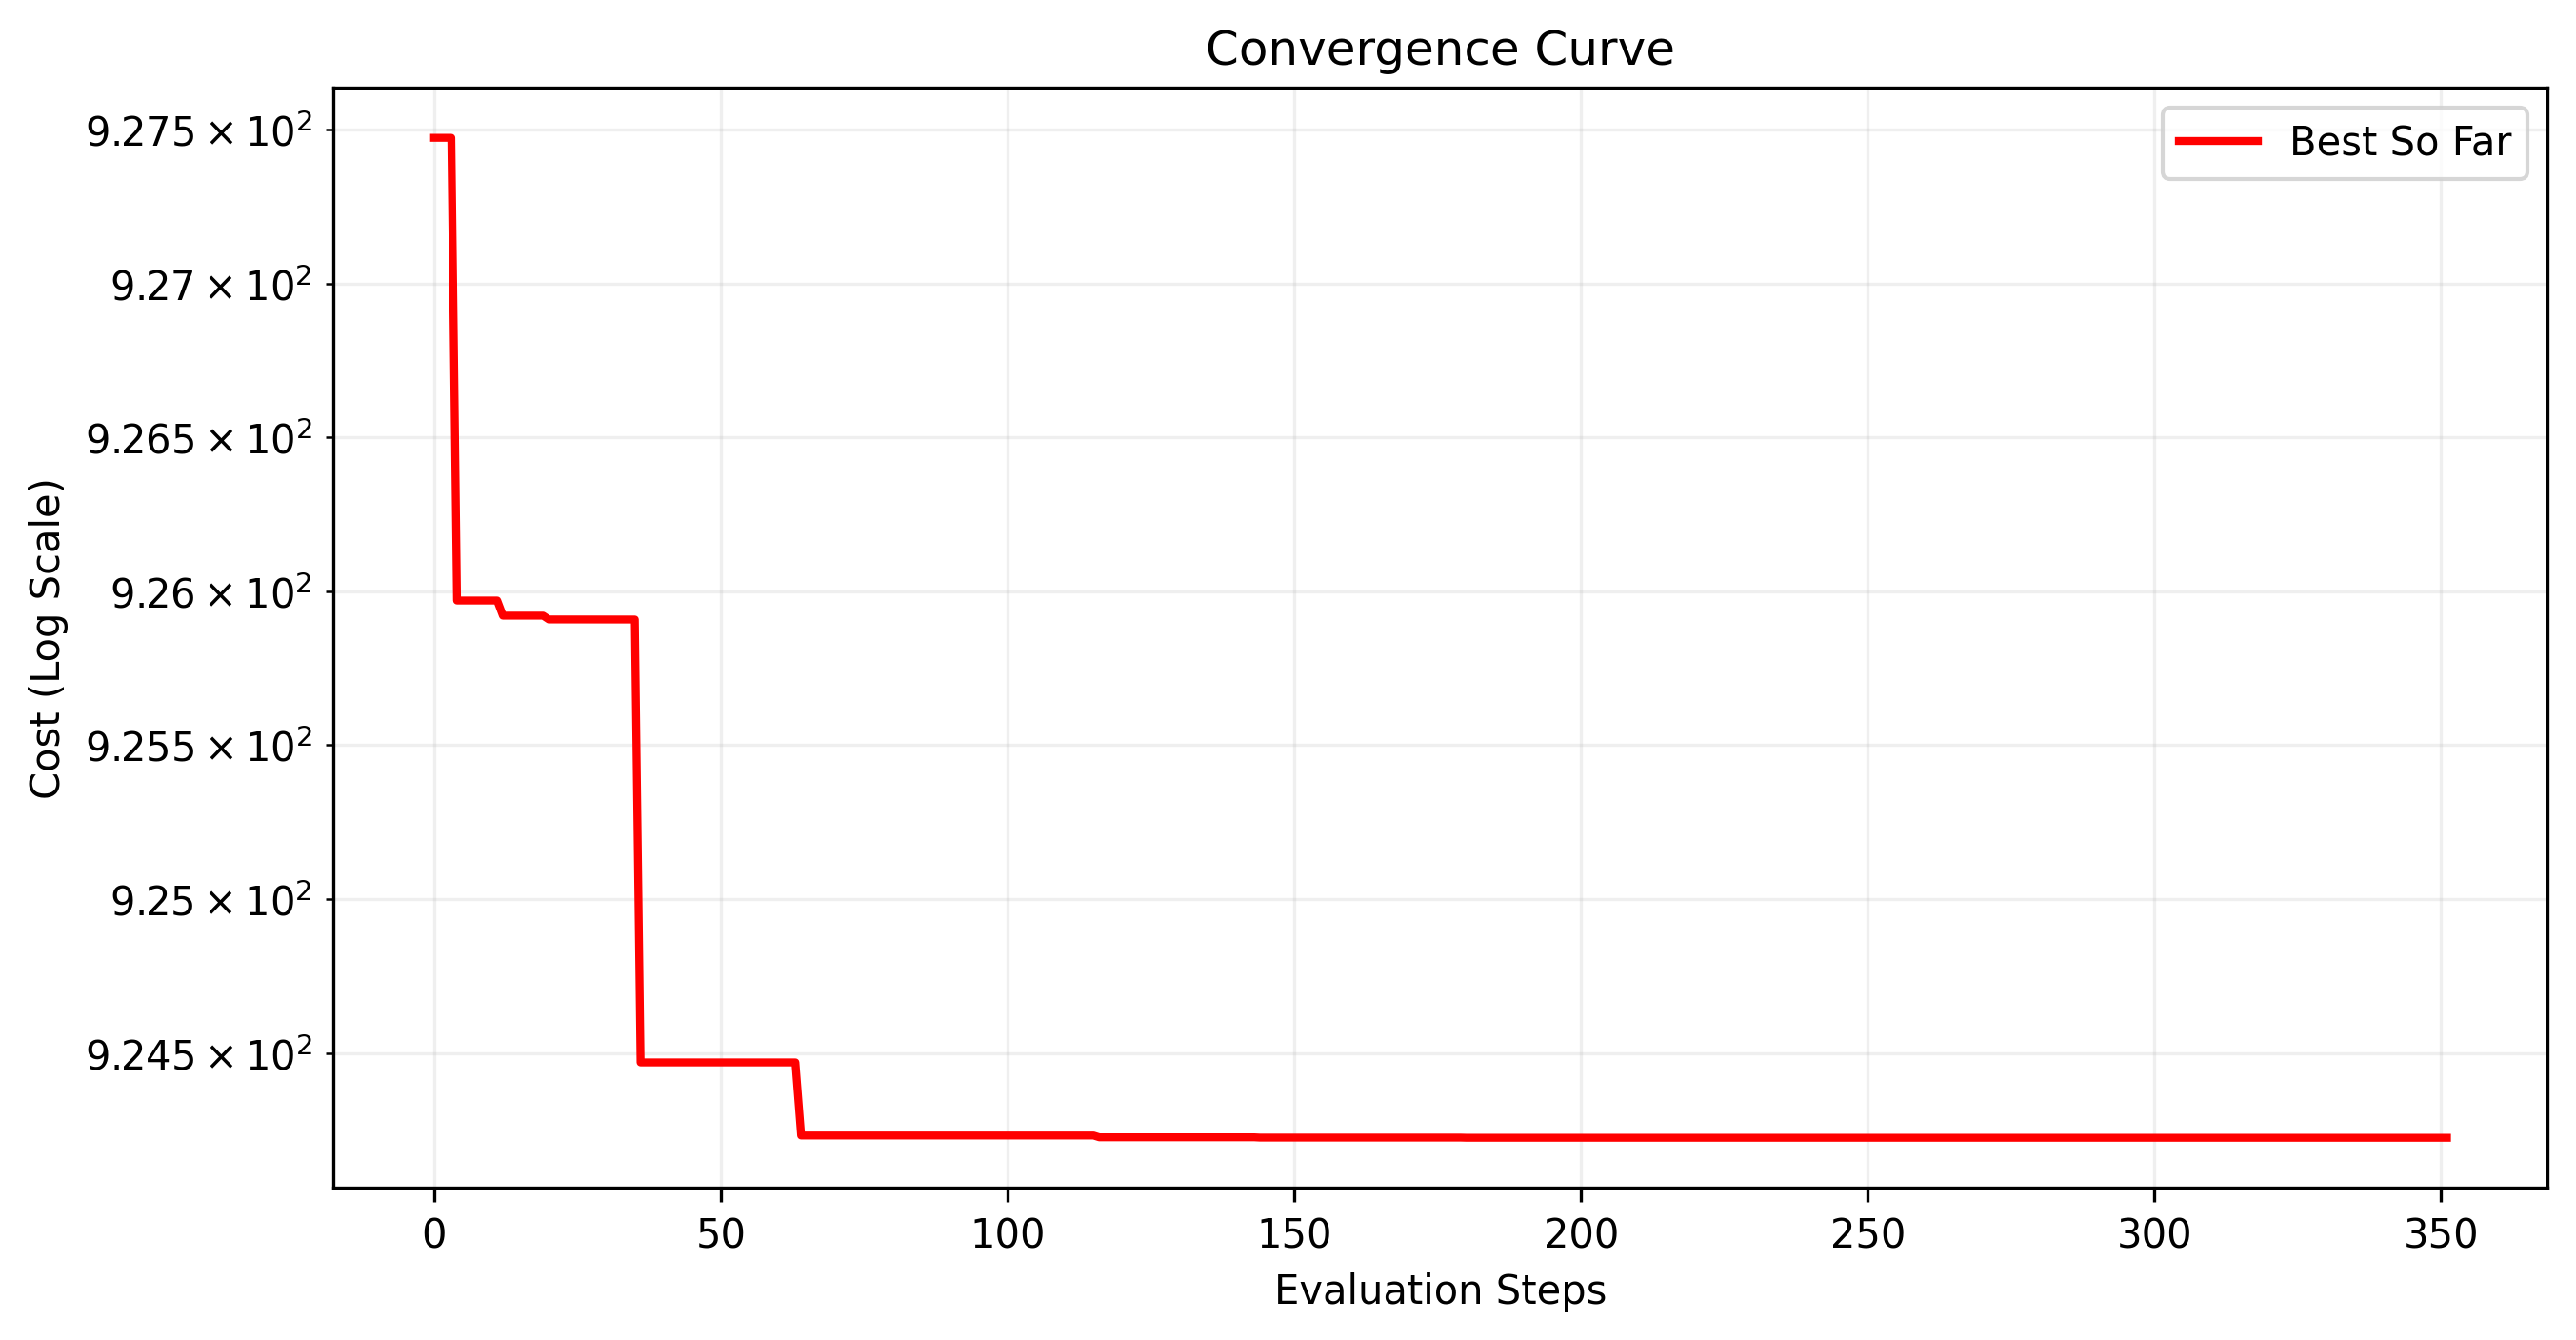 Convergence Curve
Best So Far
9.275 × 10²
9.27 × 10²
9.265 × 10²
9.26 × 10²
9.255 × 10²
9.25 × 10²
9.245 × 10²
Cost (Log Scale)
0 50 100 150 200 250 300 350
Evaluation Steps